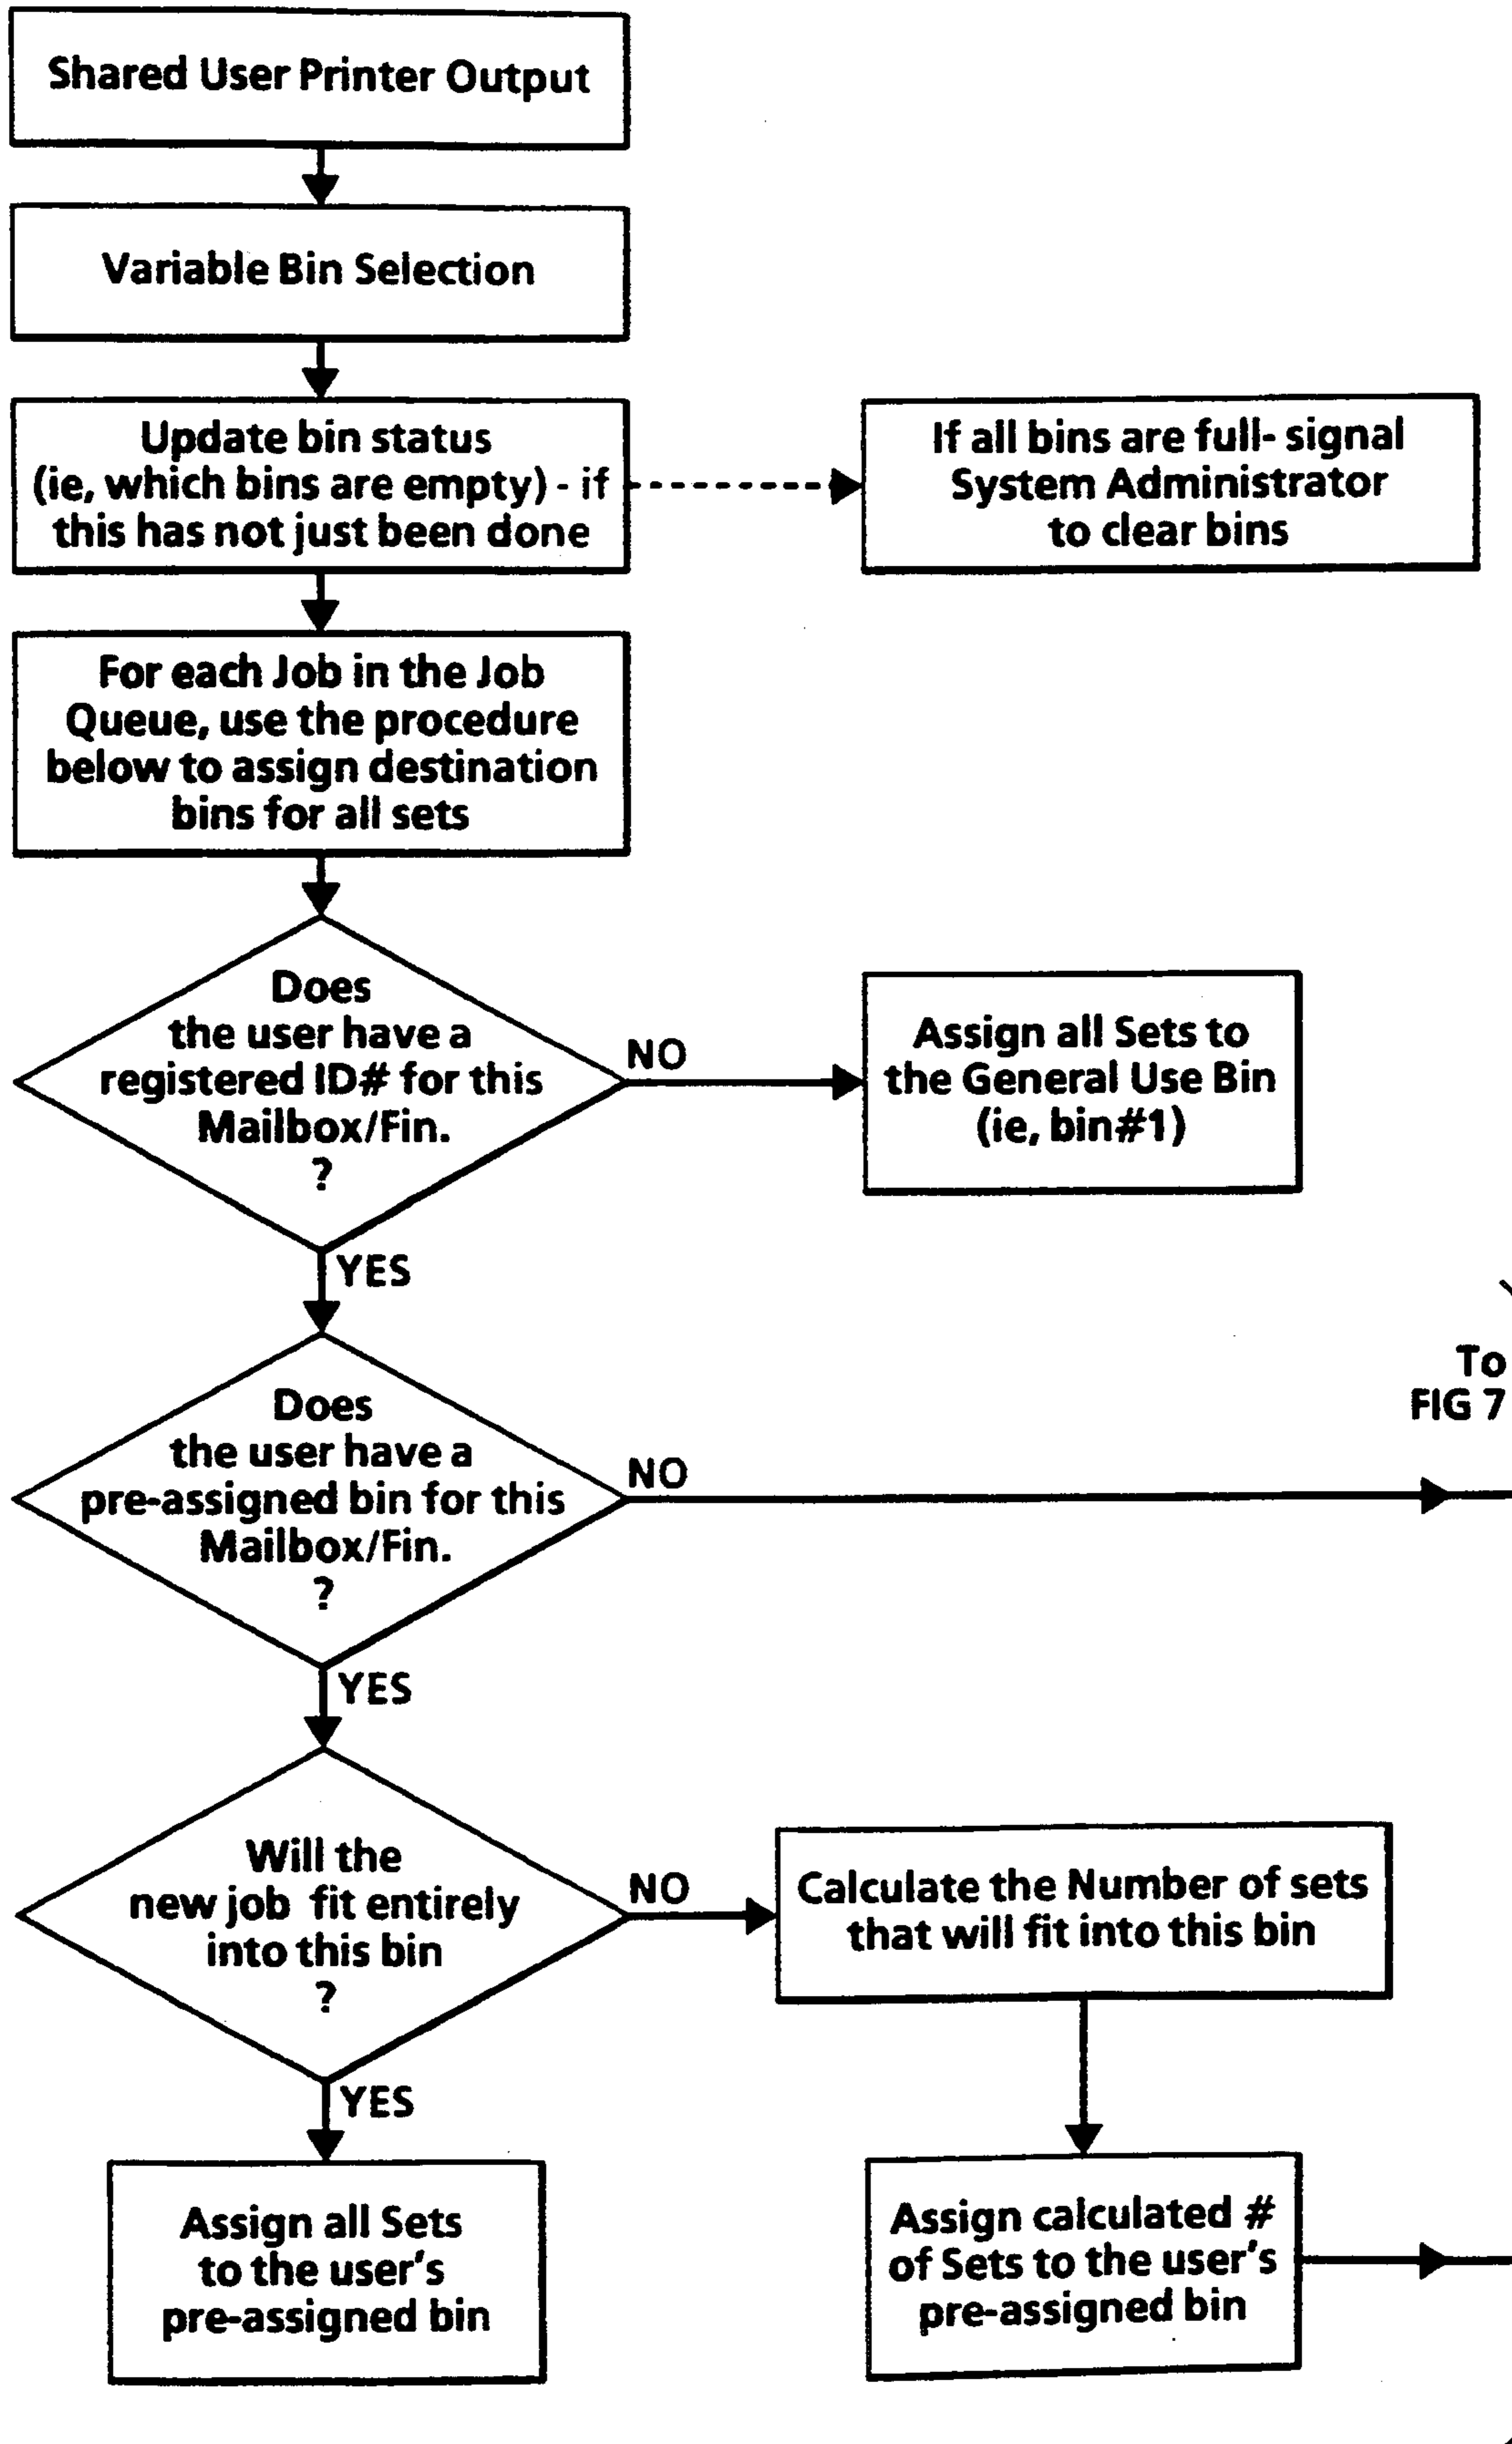 Shared User Printer Output
Variable Bin Selection
Update bin status
(ie, which bins are empty) - if
this has not just been done
If all bins are full- signal
System Administrator
to clear bins
For each Job in the Job
Queue, use the procedure
below to assign destination
bins for all sets
Does
the user have a
registered ID# for this
Mailbox/Fin.
?
NO
Assign all Sets to
the General Use Bin
(ie, bin#1)
YES
Does
the user have a
pre-assigned bin for this
Mailbox/Fin.
?
NO
To
FIG 7
YES
Will the
new job fit entirely
into this bin
?
NO
Calculate the Number of sets
that will fit into this bin
YES
Assign all Sets
to the user's
pre-assigned bin
Assign calculated #
of Sets to the user's
pre-assigned bin